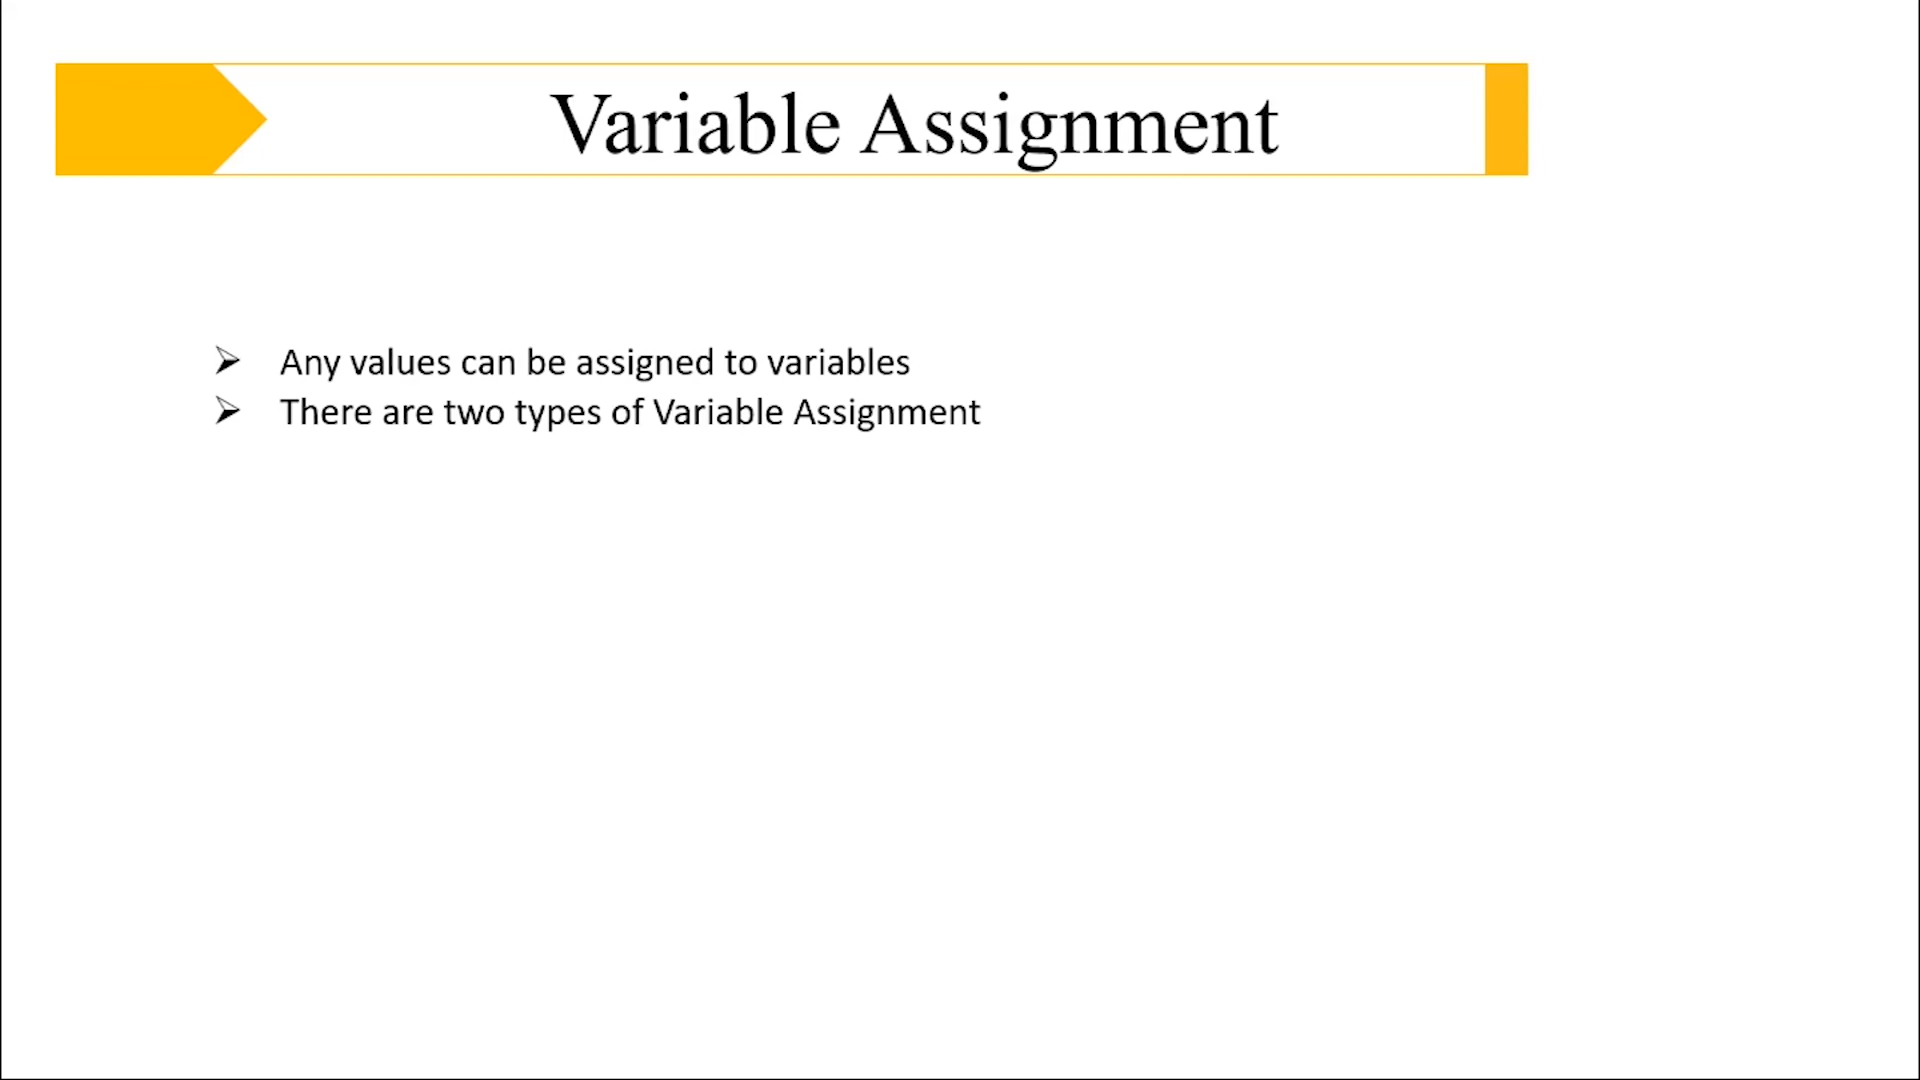 Variable Assignment
Any values can be assigned to variables
There are two types of Variable Assignment